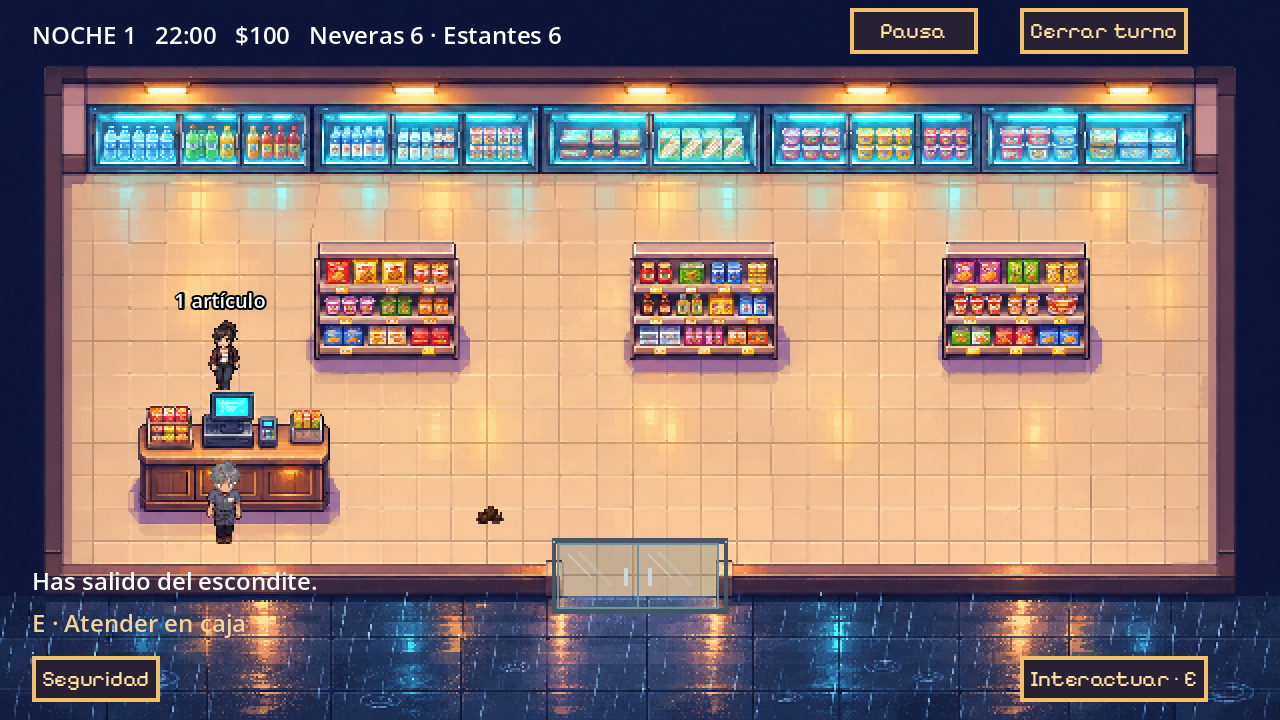 NOCHE 1 22:00 $100 Neveras 6 · Estantes 6
Pausa
Cerrar turno
1 artículo
Has salido del escondite.
E · Atender en caja
Seguridad
Interactuar · E